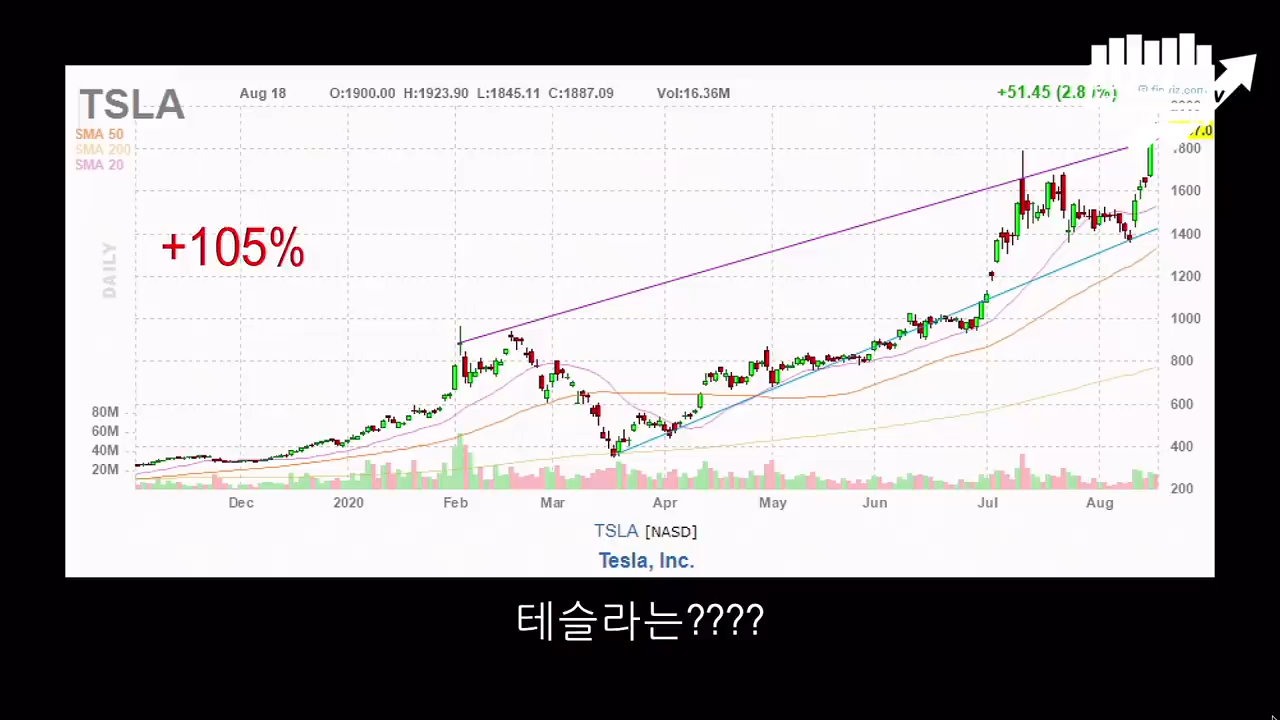 TSLA
Aug 18 O:1900.00 H:1923.90 L:1845.11 C:1887.09 Vol:16.36M +51.45
SMA 50
SMA 200
SMA 20
+105%
DAILY
1600
1400
1200
1000
800
600
400
200
80M
60M
40M
20M
Dec 2020 Feb Mar Apr May Jun Jul Aug
TSLA [NASD]
Tesla, Inc.
테슬라는????